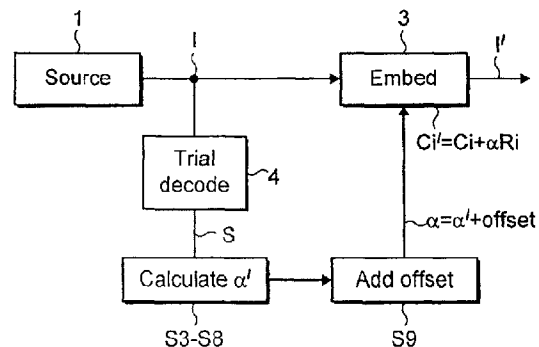 1
I
3
I'
Source
Embed
Ci'=Ci+αRi
Trial
decode
4
S
α=α'+offset
Calculate α'
Add offset
S3-S8
S9